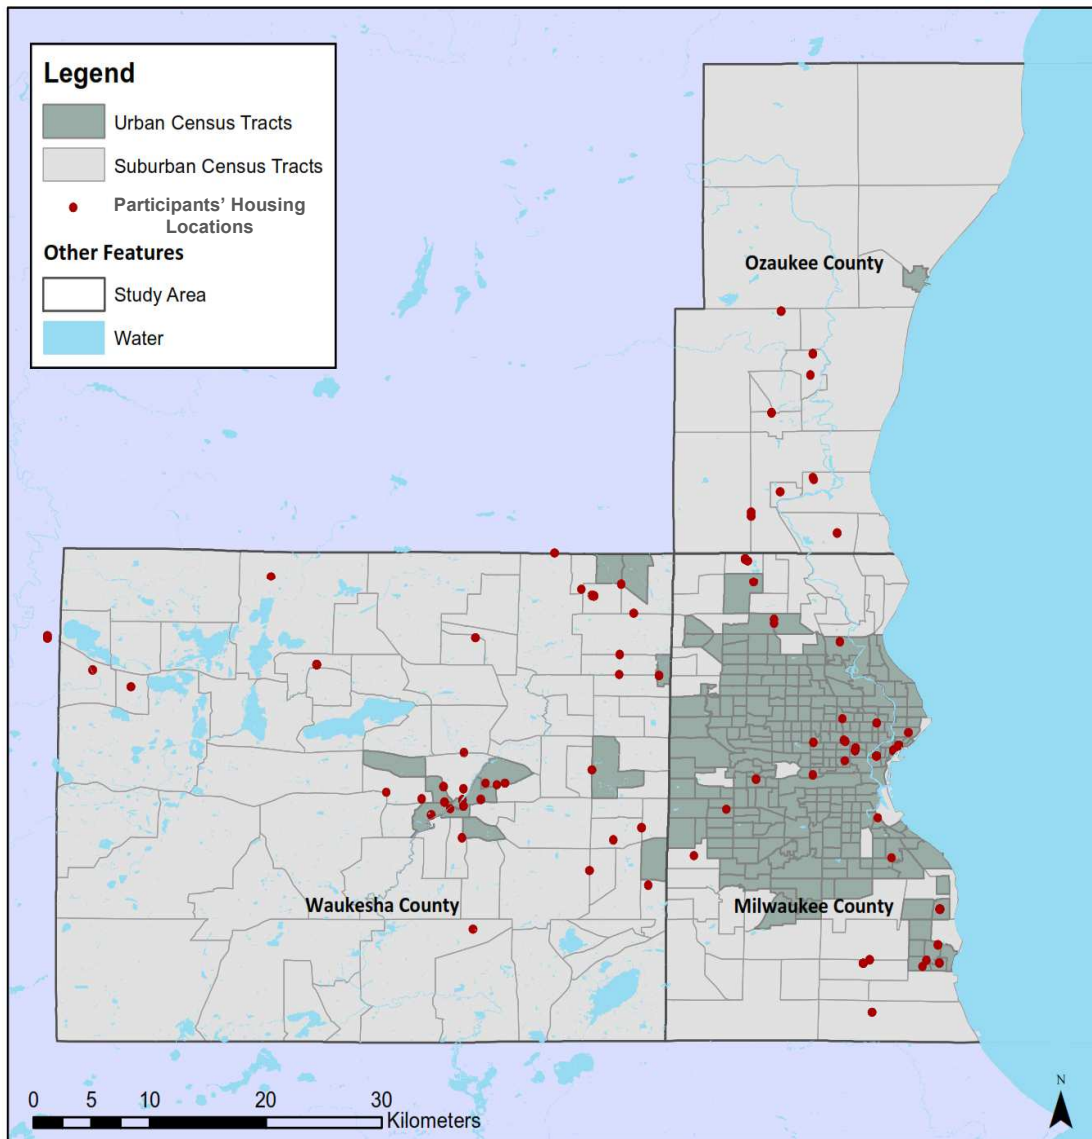 Legend
Urban Census Tracts
Suburban Census Tracts
Participants' Housing
Locations
Other Features
Study Area
Water
Ozaukee County
Waukesha County
Milwaukee County
0 5 10 20 30
Kilometers
N